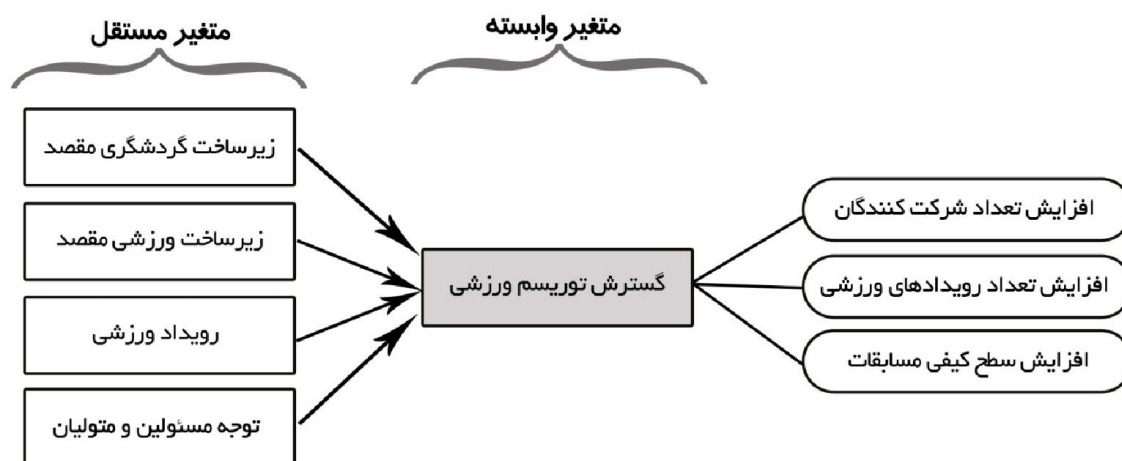 متغیر مستقل
متغیر وابسته
زیرساخت گردشگری مقصد
زیرساخت ورزشی مقصد
رویداد ورزشی
توجه مسئولین و متولیان
گسترش توریسم ورزشی
افزایش تعداد شرکت کنندگان
افزایش تعداد رویدادهای ورزشی
افزایش سطح کیفی مسابقات